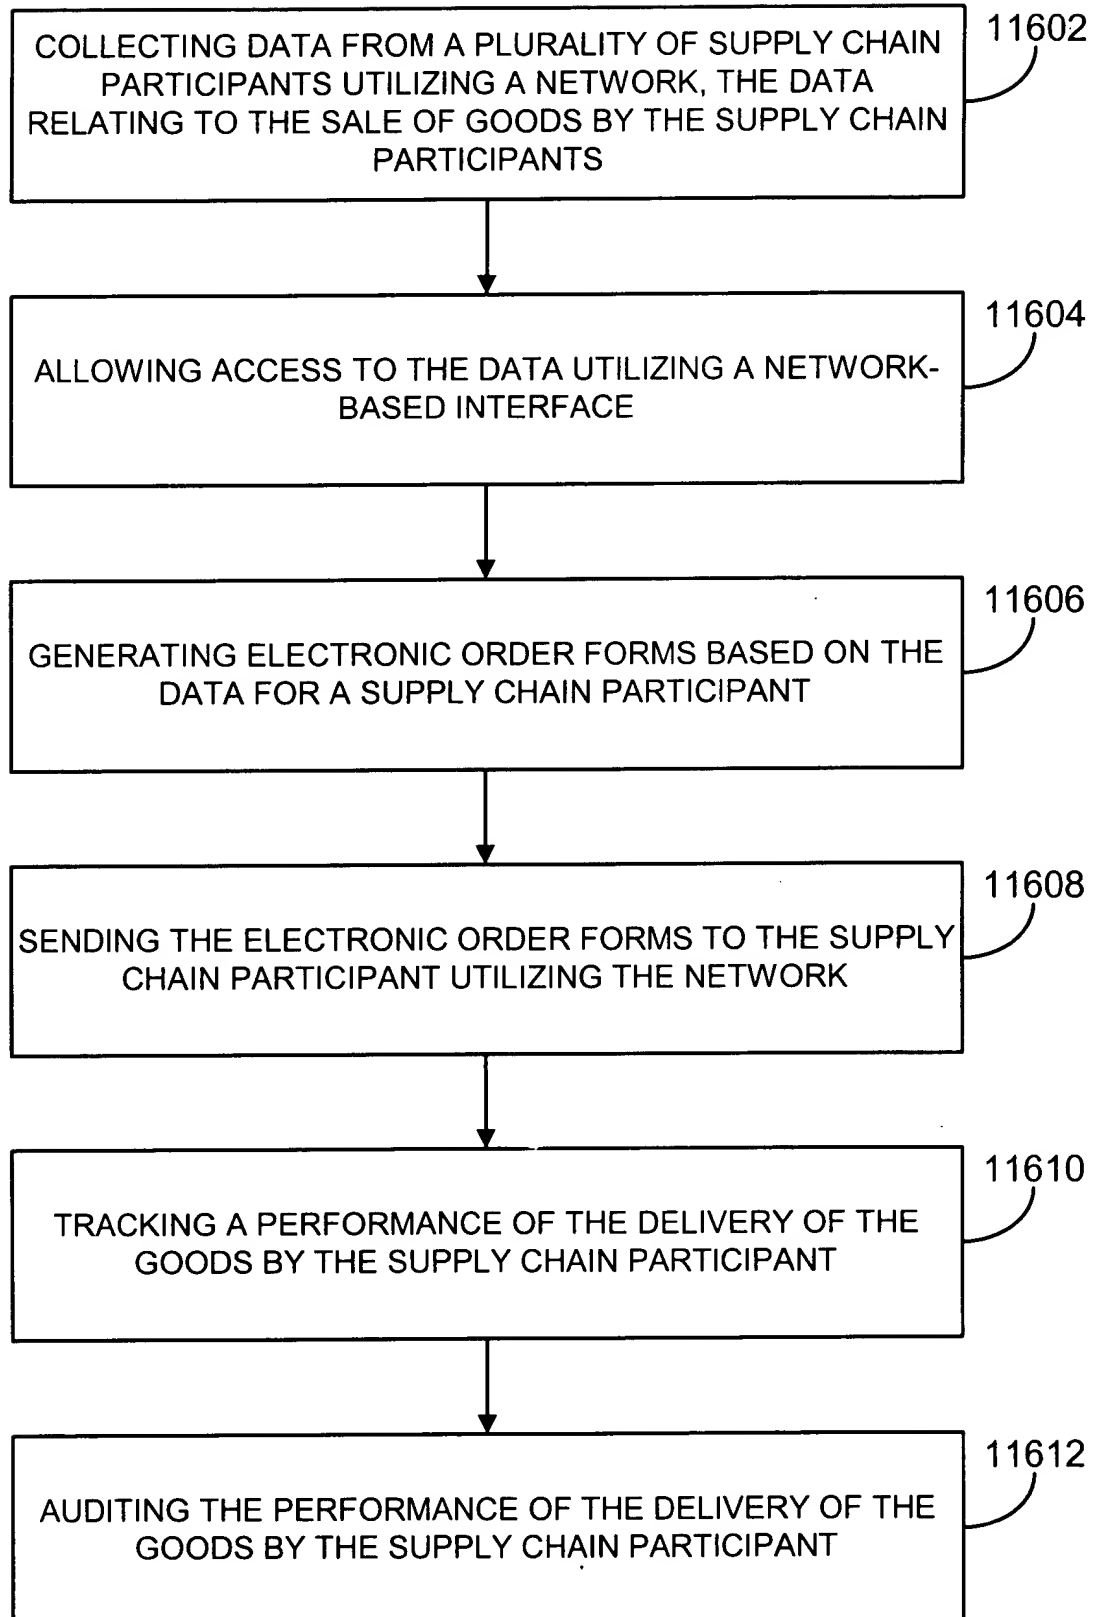 11602
COLLECTING DATA FROM A PLURALITY OF SUPPLY CHAIN
PARTICIPANTS UTILIZING A NETWORK, THE DATA
RELATING TO THE SALE OF GOODS BY THE SUPPLY CHAIN
PARTICIPANTS
11604
ALLOWING ACCESS TO THE DATA UTILIZING A NETWORK-
BASED INTERFACE
11606
GENERATING ELECTRONIC ORDER FORMS BASED ON THE
DATA FOR A SUPPLY CHAIN PARTICIPANT
11608
SENDING THE ELECTRONIC ORDER FORMS TO THE SUPPLY
CHAIN PARTICIPANT UTILIZING THE NETWORK
11610
TRACKING A PERFORMANCE OF THE DELIVERY OF THE
GOODS BY THE SUPPLY CHAIN PARTICIPANT
11612
AUDITING THE PERFORMANCE OF THE DELIVERY OF THE
GOODS BY THE SUPPLY CHAIN PARTICIPANT